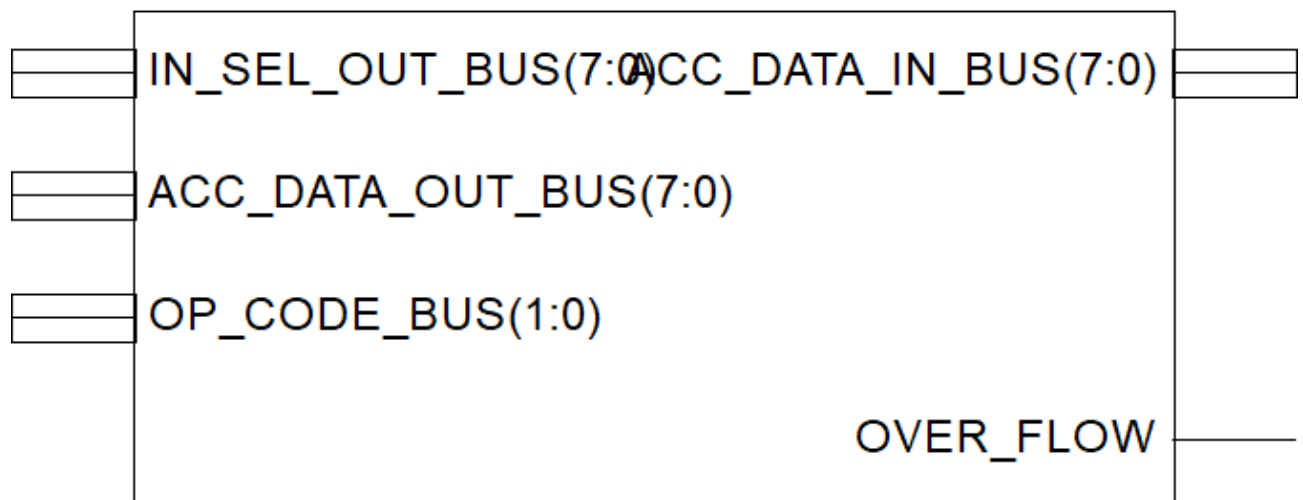 IN_SEL_OUT_BUS(7:0) ACC_DATA_IN_BUS(7:0)
ACC_DATA_OUT_BUS(7:0)
OP_CODE_BUS(1:0)
OVER_FLOW